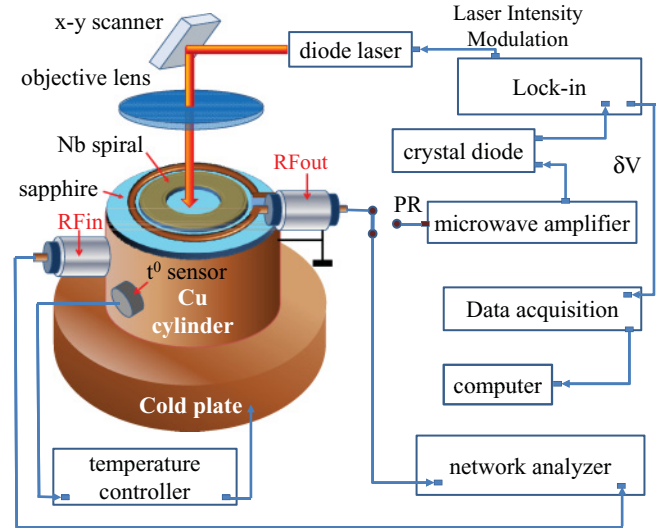 x-y scanner
Laser Intensity
Modulation
diode laser
objective lens
Lock-in
Nb spiral
crystal diode
δV
RFout
sapphire
PR
RFin
microwave amplifier
t⁰ sensor
Cu
cylinder
Data acquisition
computer
Cold plate
temperature
controller
network analyzer